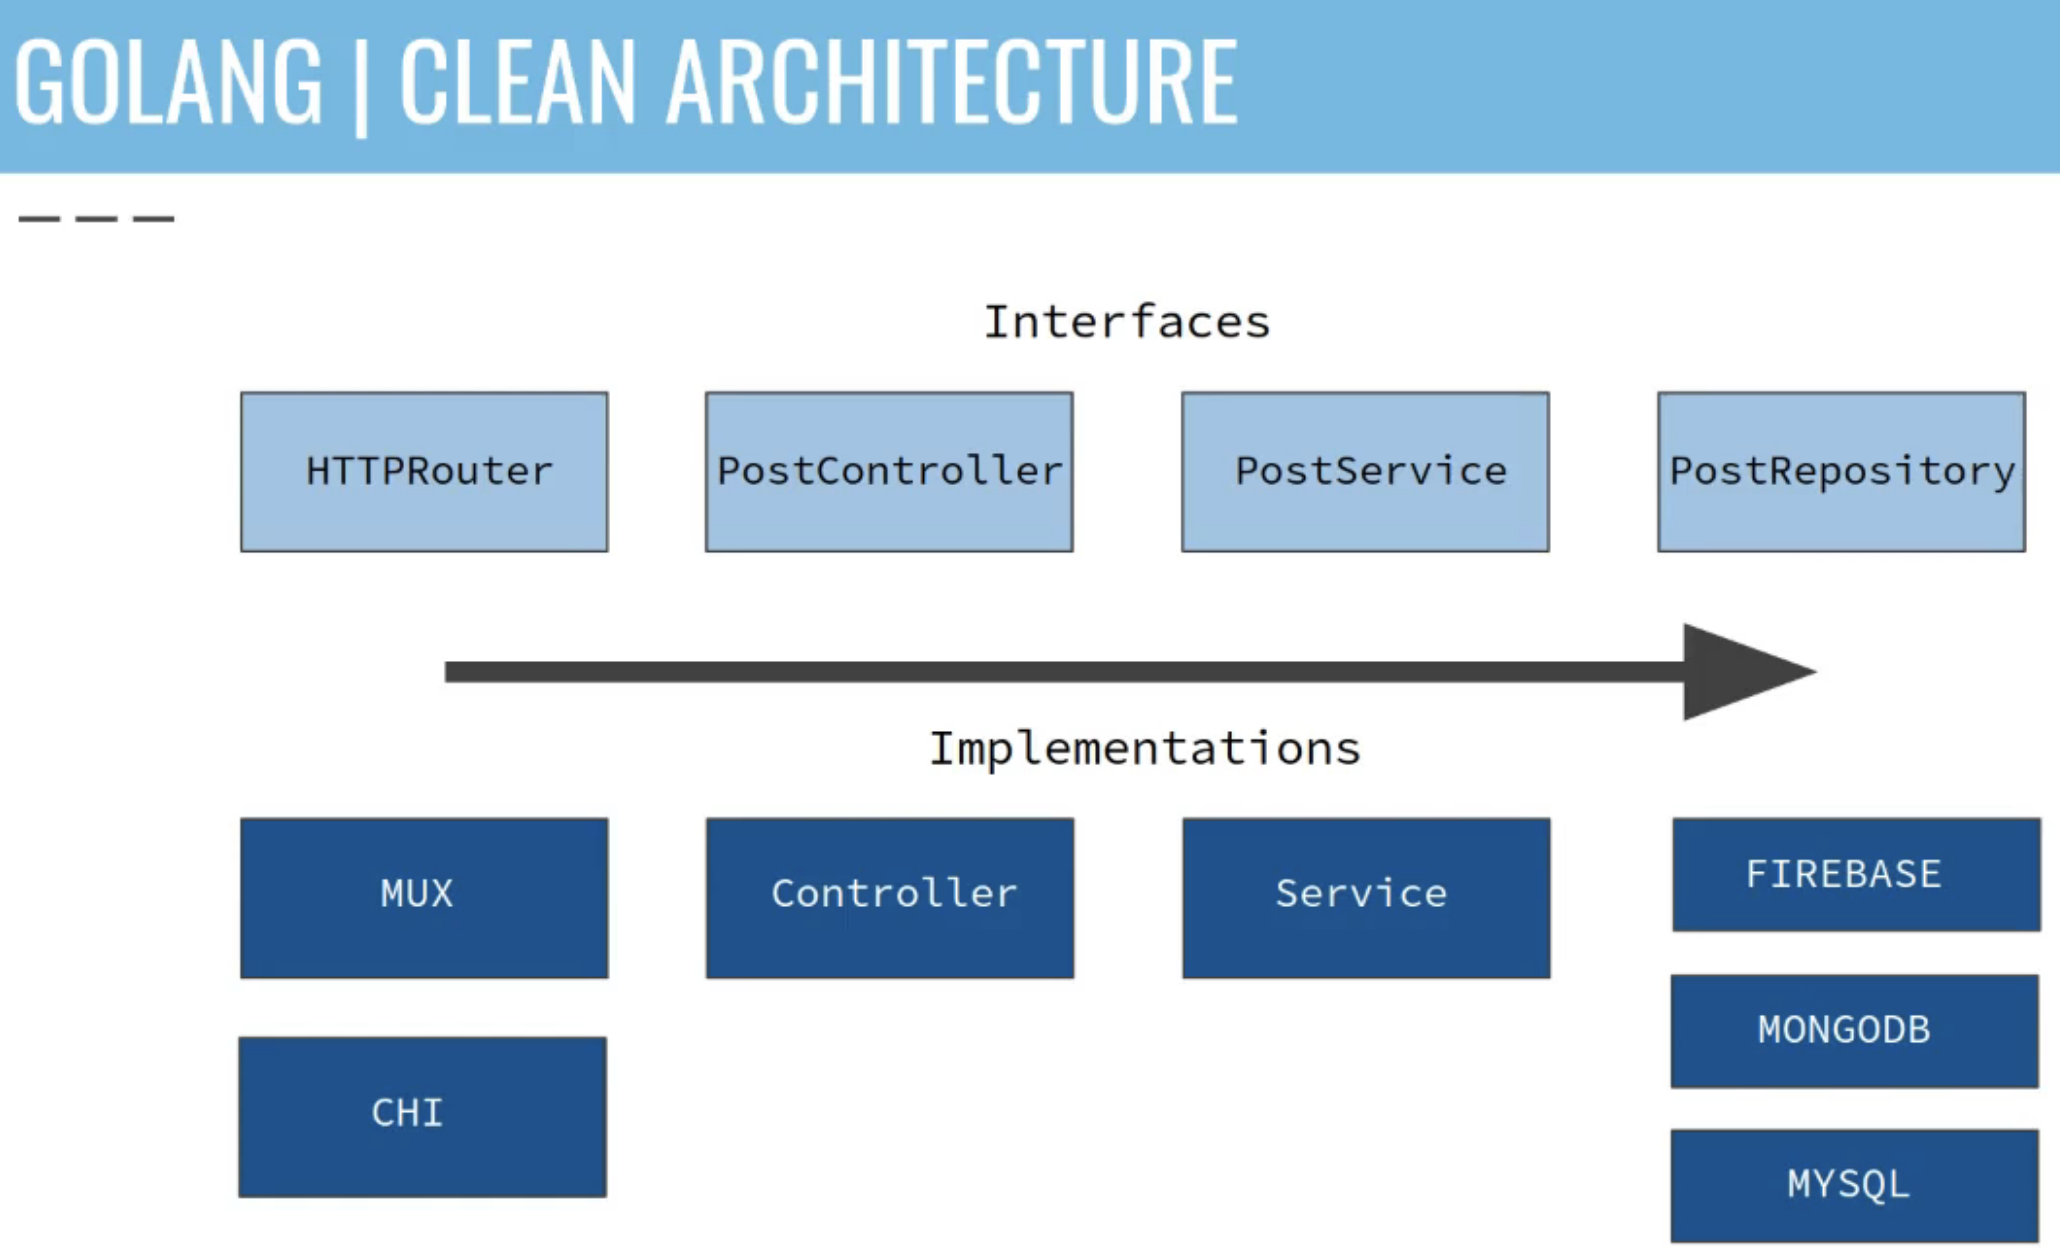 GOLANG | CLEAN ARCHITECTURE
Interfaces
HTTPRouter
PostController
PostService
PostRepository
Implementations
MUX
Controller
Service
FIREBASE
MONGODB
CHI
MYSQL